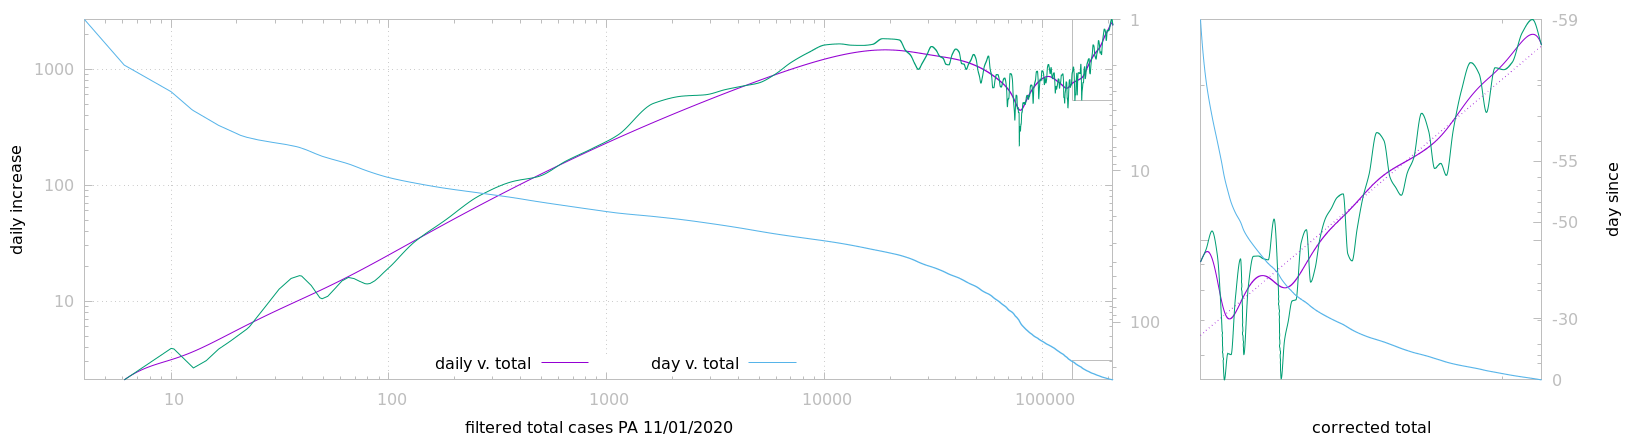 1
-59
1000
daily increase
10
-55
100
day since
-50
10
100
-30
daily v. total
day v. total
0
10
100
1000
10000
100000
filtered total cases PA 11/01/2020
corrected total